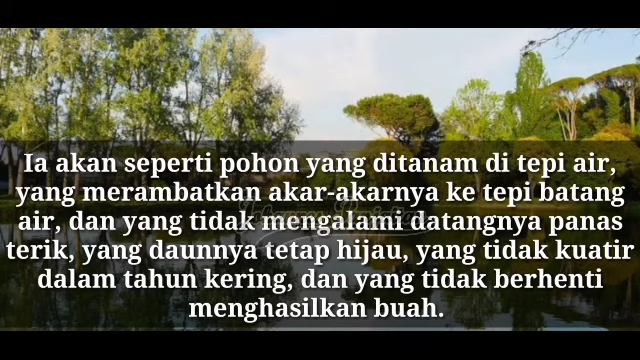 Ia akan seperti pohon yang ditanam di tepi air,
yang merambatkan akar-akarnya ke tepi batang
air, dan yang tidak mengalami datangnya panas
terik, yang daunnya tetap hijau, yang tidak kuatir
dalam tahun kering, dan yang tidak berhenti
menghasilkan buah.